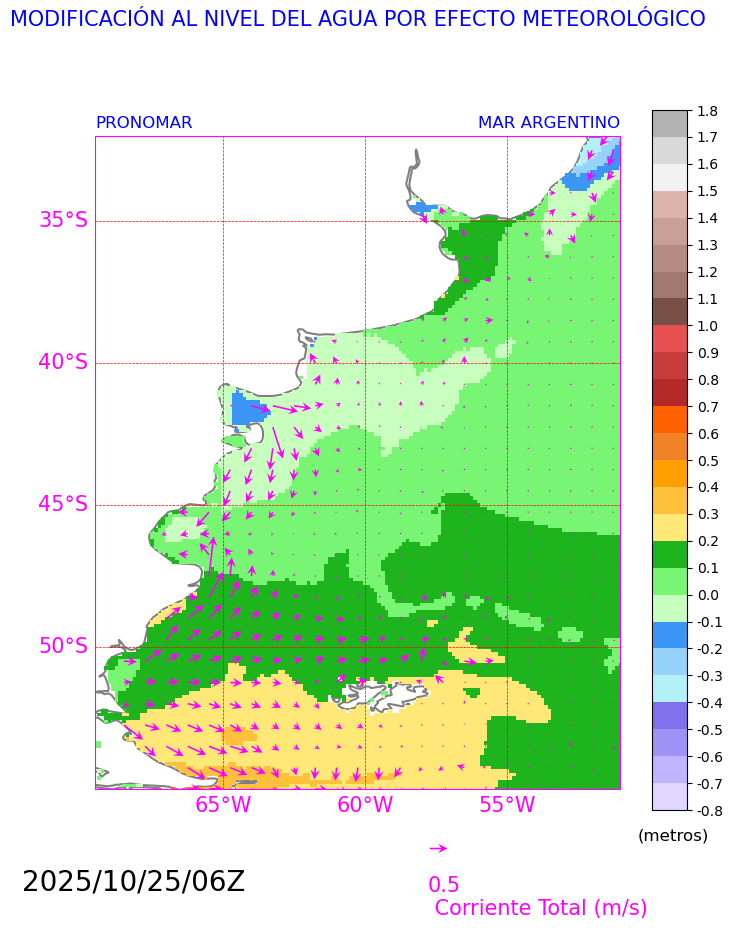 MODIFICACIÓN AL NIVEL DEL AGUA POR EFECTO METEOROLÓGICO
PRONOMAR
MAR ARGENTINO
35°S
40°S
45°S
50°S
65°W
60°W
55°W
1.8
1.7
1.6
1.5
1.4
1.3
1.2
1.1
1.0
0.9
0.8
0.7
0.6
0.5
0.4
0.3
0.2
0.1
0.0
-0.1
-0.2
-0.3
-0.4
-0.5
-0.6
-0.7
-0.8
(metros)
2025/10/25/06Z
0.5
Corriente Total (m/s)